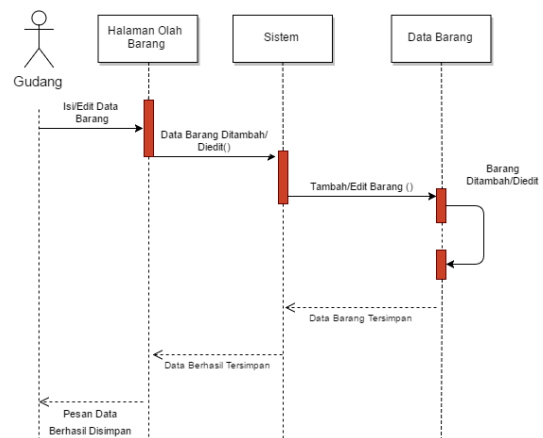 Halaman Olah
Barang
Sistem
Data Barang
Gudang
Isi/Edit Data
Barang
Data Barang Ditambah/
Diedit()
Tambah/Edit Barang ()
Barang
Ditambah/Diedit
Data Barang Tersimpan
Data Berhasil Tersimpan
Pesan Data
Berhasil Disimpan